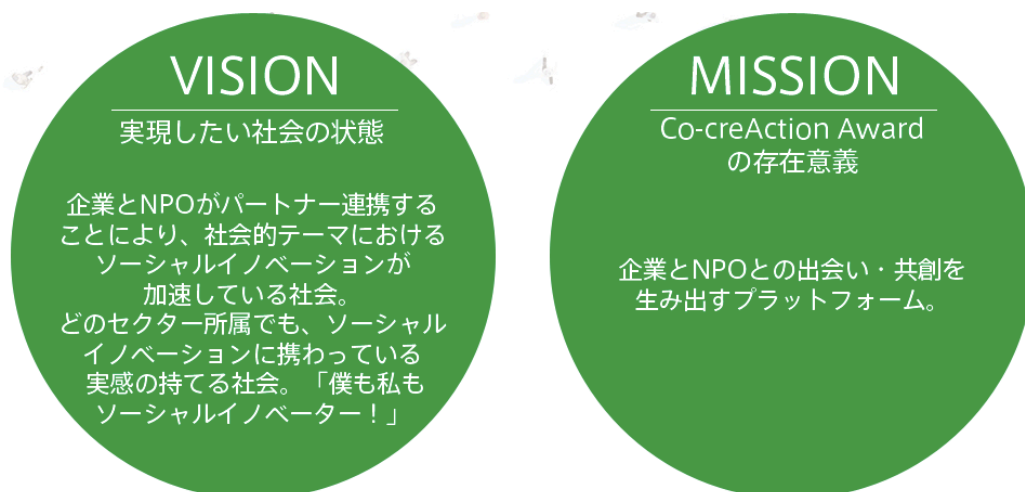 VISION
実現したい社会の状態
企業とNPOがパートナー連携する
ことにより、社会的テーマにおける
ソーシャルイノベーションが
加速している社会。
どのセクター所属でも、ソーシャル
イノベーションに携わっている
実感の持てる社会。「僕も私も
ソーシャルイノベーター！」
MISSION
Co-creAction Award
の存在意義
企業とNPOとの出会い・共創を
生み出すプラットフォーム。